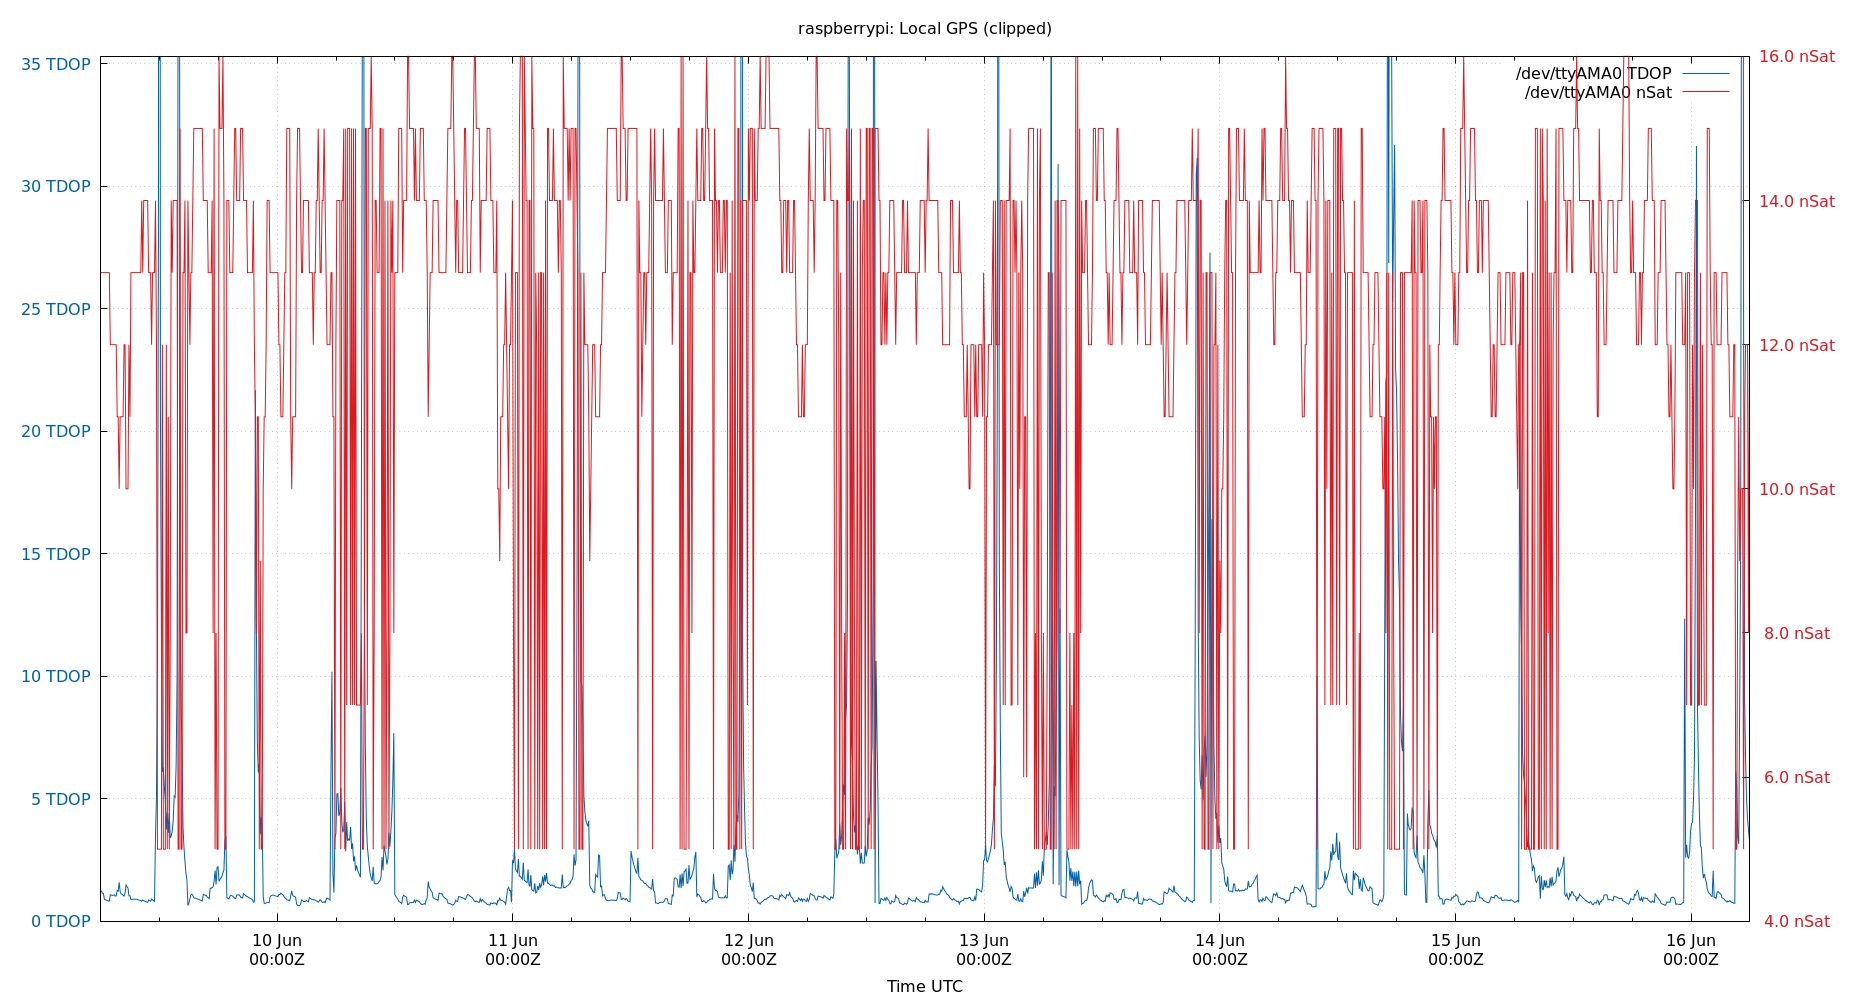 raspberrypi: Local GPS (clipped)
35 TDOP
30 TDOP
25 TDOP
20 TDOP
15 TDOP
10 TDOP
5 TDOP
0 TDOP
16.0 nSat
14.0 nSat
12.0 nSat
10.0 nSat
8.0 nSat
6.0 nSat
4.0 nSat
/dev/ttyAMA0 TDOP
/dev/ttyAMA0 nSat
10 Jun
00:00Z
11 Jun
00:00Z
12 Jun
00:00Z
13 Jun
00:00Z
14 Jun
00:00Z
15 Jun
00:00Z
16 Jun
00:00Z
Time UTC